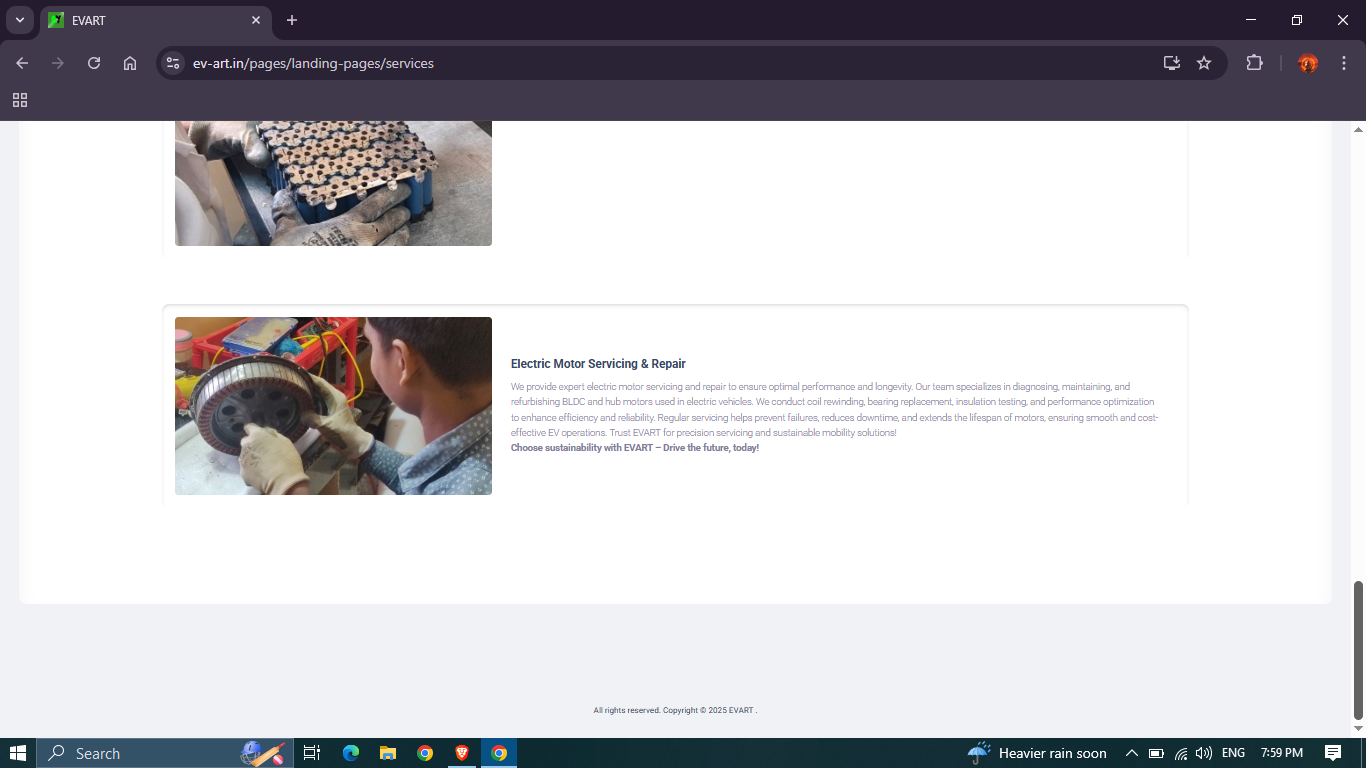 EVART
ev-art.in/pages/landing-pages/services
Electric Motor Servicing & Repair
We provide expert electric motor servicing and repair to ensure optimal performance and longevity. Our team specializes in diagnosing, maintaining, and
refurbishing BLDC and hub motors used in electric vehicles. We conduct coil rewinding, bearing replacement, insulation testing, and performance optimization
to enhance efficiency and reliability. Regular servicing helps prevent failures, reduces downtime, and extends the lifespan of motors, ensuring smooth and cost-
effective EV operations. Trust EVART for precision servicing and sustainable mobility solutions!
Choose sustainability with EVART – Drive the future, today!
All rights reserved. Copyright © 2025 EVART .
Search
Heavier rain soon
ENG
7:59 PM